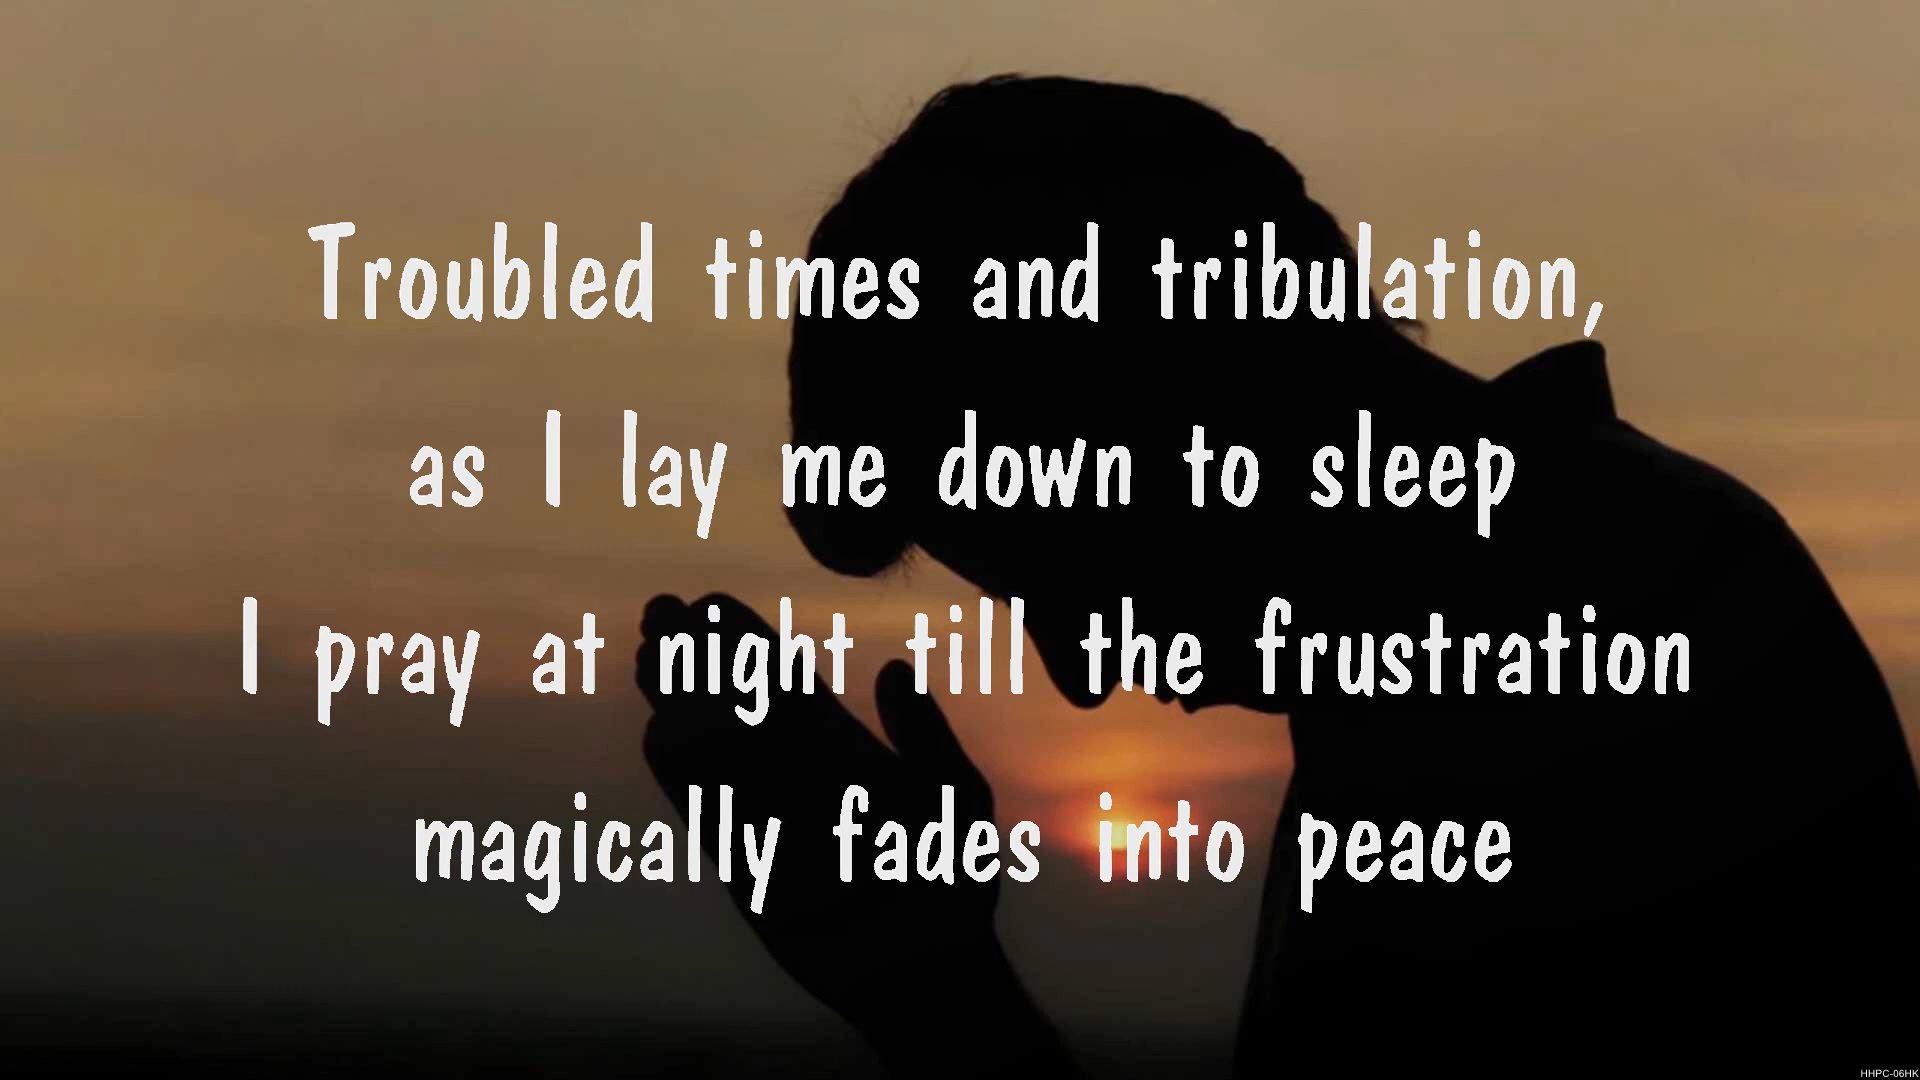 Troubled times and tribulation,
as I lay me down to sleep
I pray at night till the frustration
magically fades into peace
HHPC-06HK